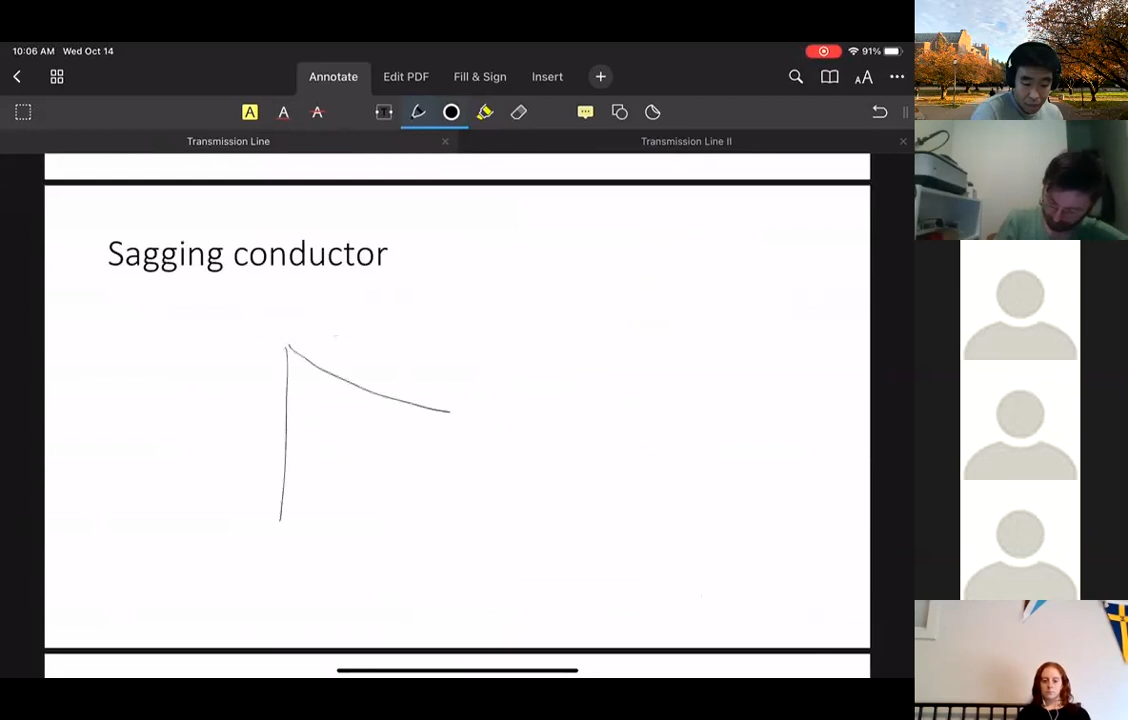 10:06 AM Wed Oct 14
91%
Annotate Edit PDF Fill & Sign Insert
AA
A A A T
Transmission Line
Transmission Line II
Sagging conductor